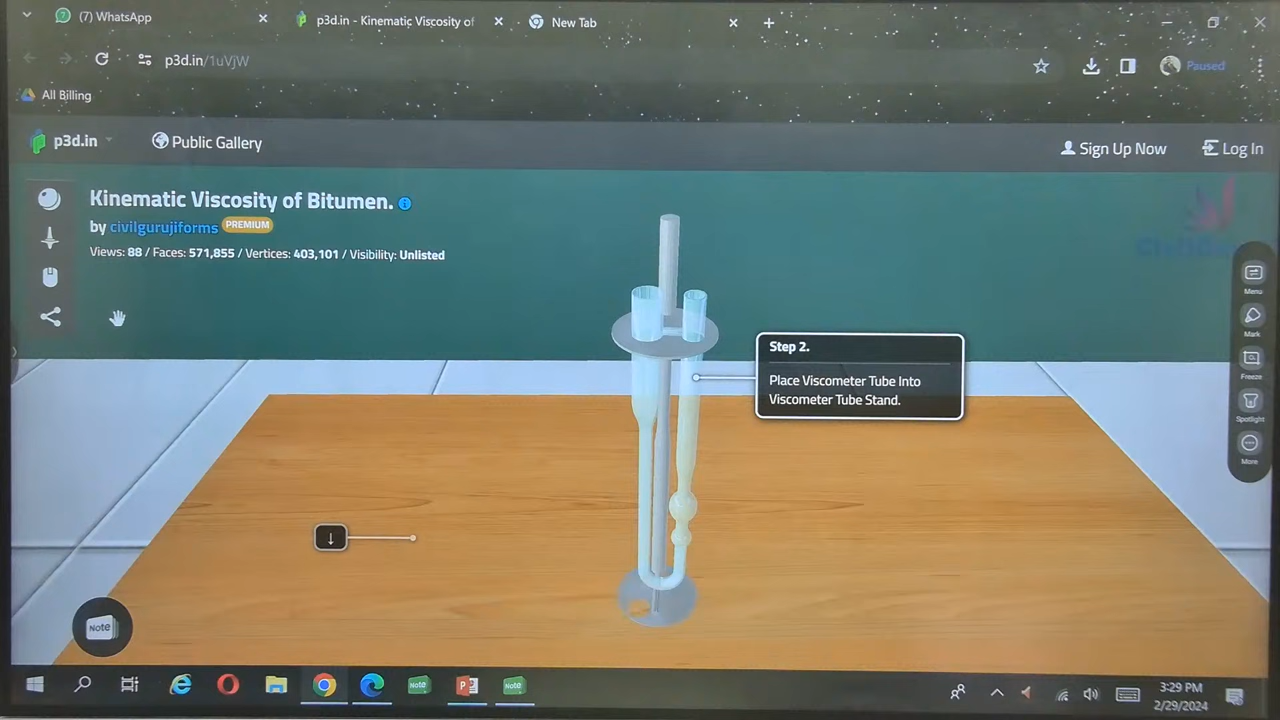 (7) WhatsApp
p3d.in - Kinematic Viscosity of
New Tab
p3d.in/1uVjW
Paused
All Billing
p3d.in
Public Gallery
Sign Up Now
Log In
Kinematic Viscosity of Bitumen.
by civilgurujiforms PREMIUM
Views: 88 / Faces: 571,855 / Vertices: 403,101 / Visibility: Unlisted
Menu
Mark
Freeze
Spotlight
More
Step 2.
Place Viscometer Tube Into
Viscometer Tube Stand.
↓
Note
Note
Note
3:29 PM
2/29/2024